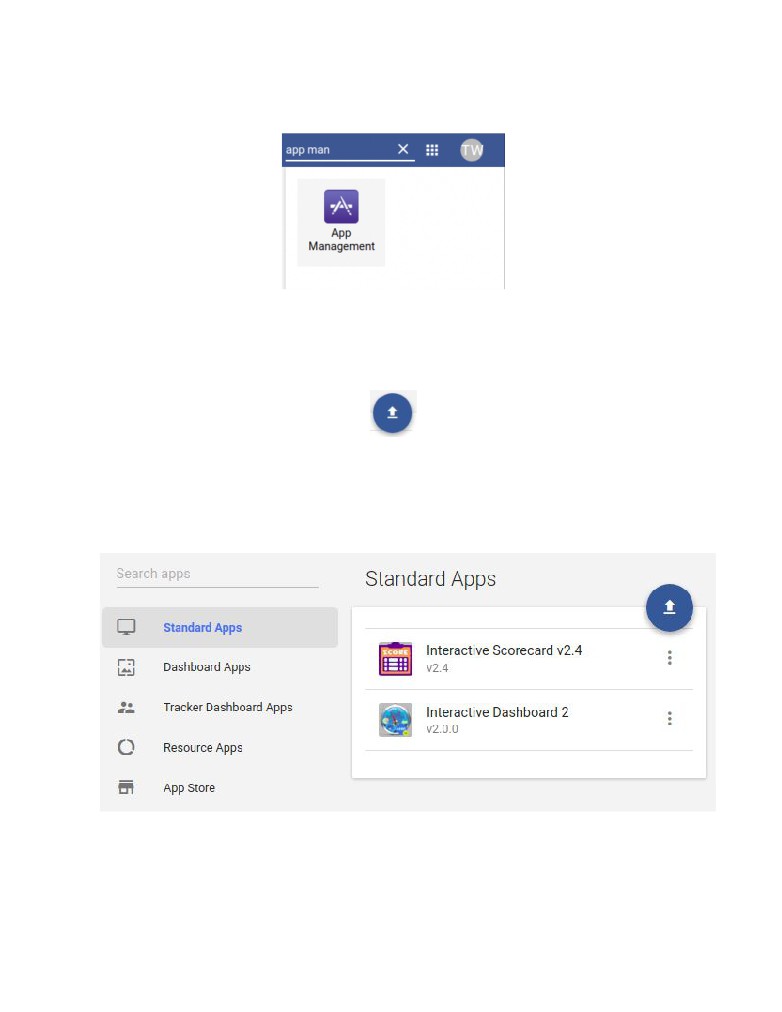 app man
TW
App
Management
Search apps
Standard Apps
Standard Apps
Dashboard Apps
Tracker Dashboard Apps
Resource Apps
App Store
SCORE
Interactive Scorecard v2.4
v2.4
Interactive Dashboard 2
v2.0.0